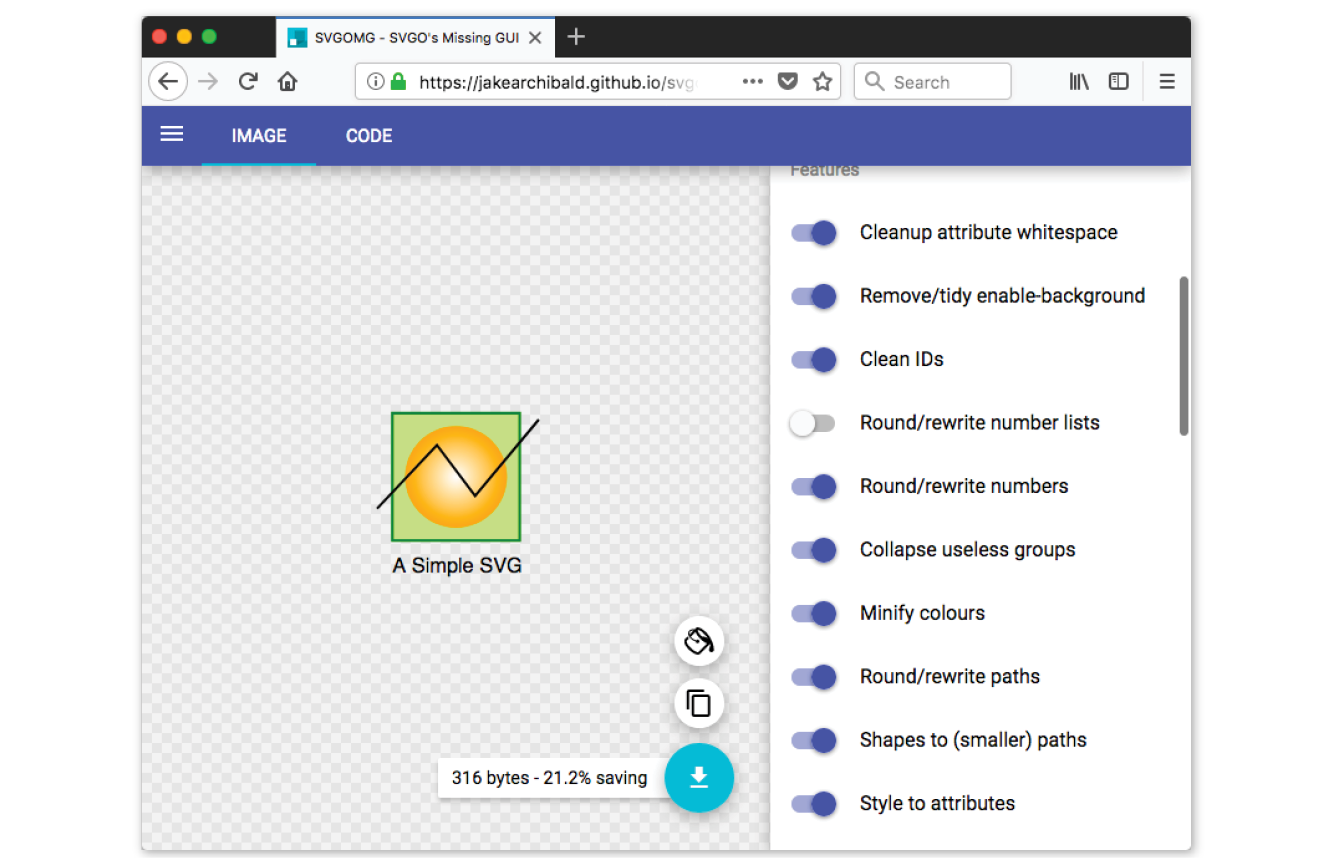 SVGOMG - SVGO's Missing GUI
https://jakearchibald.github.io/svg
Search
IMAGE
CODE
Features
Cleanup attribute whitespace
Remove/tidy enable-background
Clean IDs
Round/rewrite number lists
Round/rewrite numbers
Collapse useless groups
Minify colours
Round/rewrite paths
Shapes to (smaller) paths
Style to attributes
A Simple SVG
316 bytes - 21.2% saving